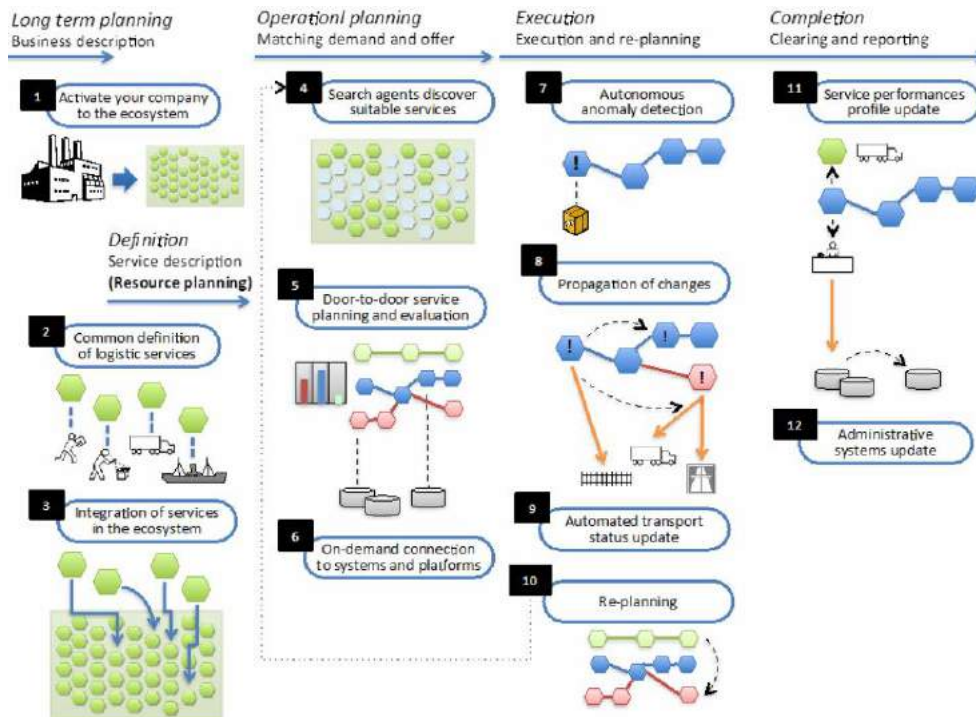 Long term planning
Business description
1
Activate your company
to the ecosystem
Definition
Service description
(Resource planning)
2
Common definition
of logistic services
3
Integration of services
in the ecosystem
Operationl planning
Matching demand and offer
4
Search agents discover
suitable services
5
Door-to-door service
planning and evaluation
6
On-demand connection
to systems and platforms
Execution
Execution and re-planning
7
Autonomous
anomaly detection
!
8
Propagation of changes
!
!
!
9
Automated transport
status update
10
Re-planning
Completion
Clearing and reporting
11
Service performances
profile update
12
Administrative
systems update